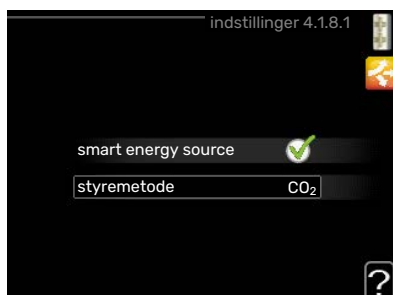 indstillinger 4.1.8.1
smart energy source
styremetode CO₂
?